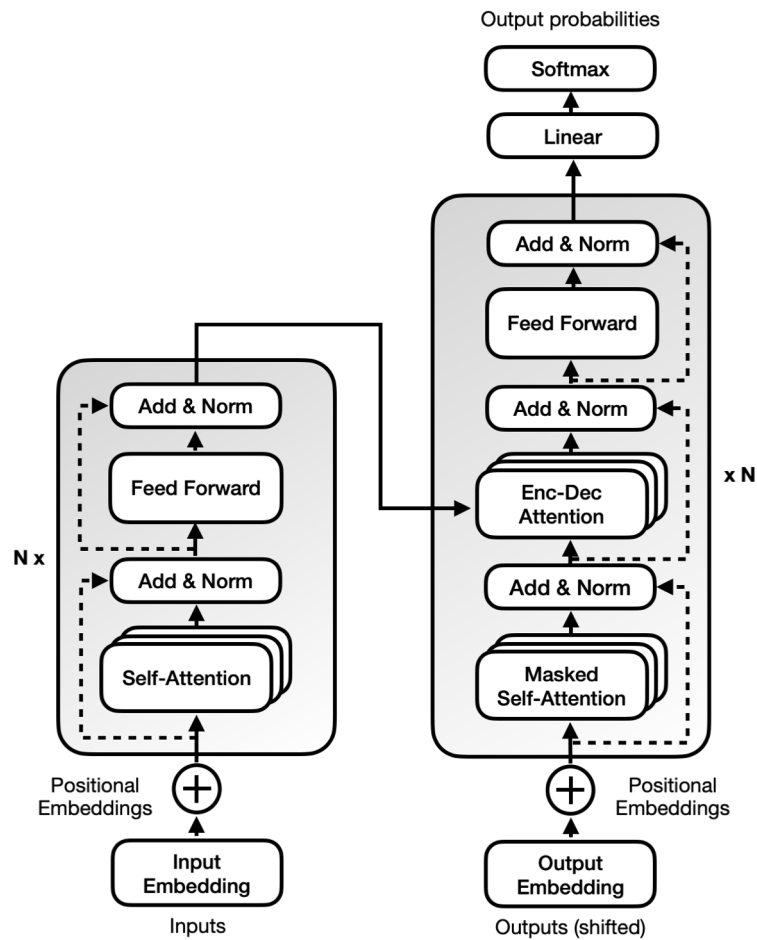 Output probabilities
Softmax
Linear
Add & Norm
Feed Forward
Add & Norm
Enc-Dec
Attention
x N
Add & Norm
Masked
Self-Attention
Positional
Embeddings
Output
Embedding
Outputs (shifted)
Add & Norm
Feed Forward
N x
Add & Norm
Self-Attention
Positional
Embeddings
Input
Embedding
Inputs